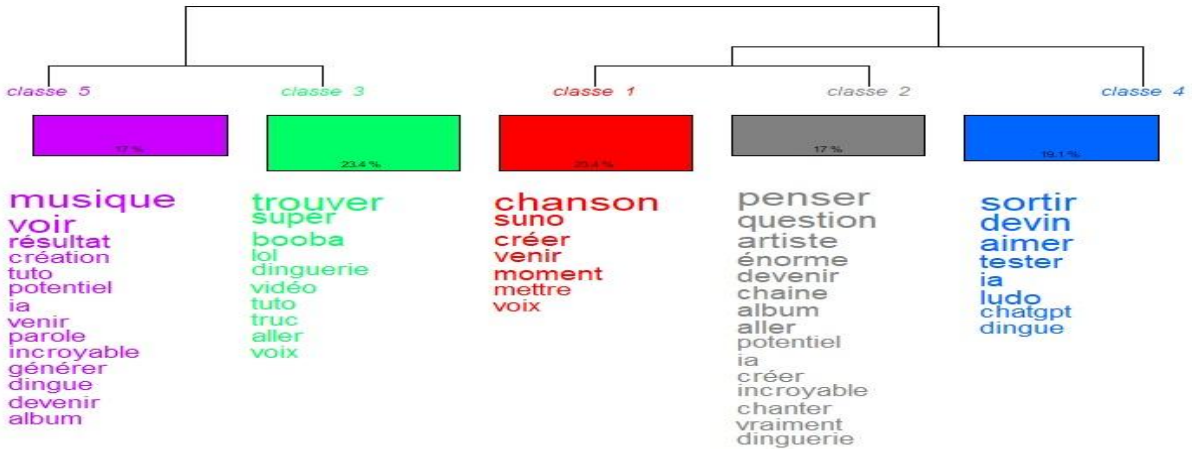 classe 5
17 %
musique
voir
résultat
création
tuto
potentiel
ia
venir
parole
incroyable
générer
dingue
devenir
album
classe 3
23.4 %
trouver
super
booba
lol
dinguerie
vidéo
tuto
truc
aller
voix
classe 1
23.4 %
chanson
suno
créer
venir
moment
mettre
voix
classe 2
17 %
penser
question
artiste
énorme
devenir
chaine
album
aller
potentiel
ia
créer
incroyable
chanter
vraiment
dinguerie
classe 4
19.1 %
sortir
devin
aimer
tester
ia
ludo
chatgpt
dingue